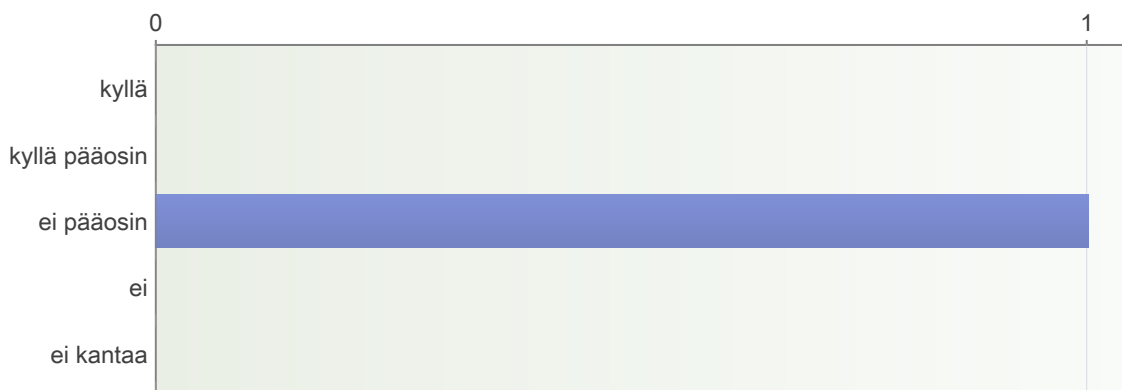 0 1
kyllä
kyllä pääosin
ei pääosin
ei
ei kantaa